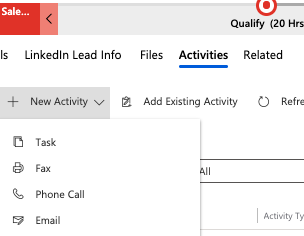 Sale...
Qualify (20 Hrs
ls LinkedIn Lead Info Files Activities Related
New Activity Add Existing Activity Refre
Task
Fax
All
Phone Call
Activity Ty
Email